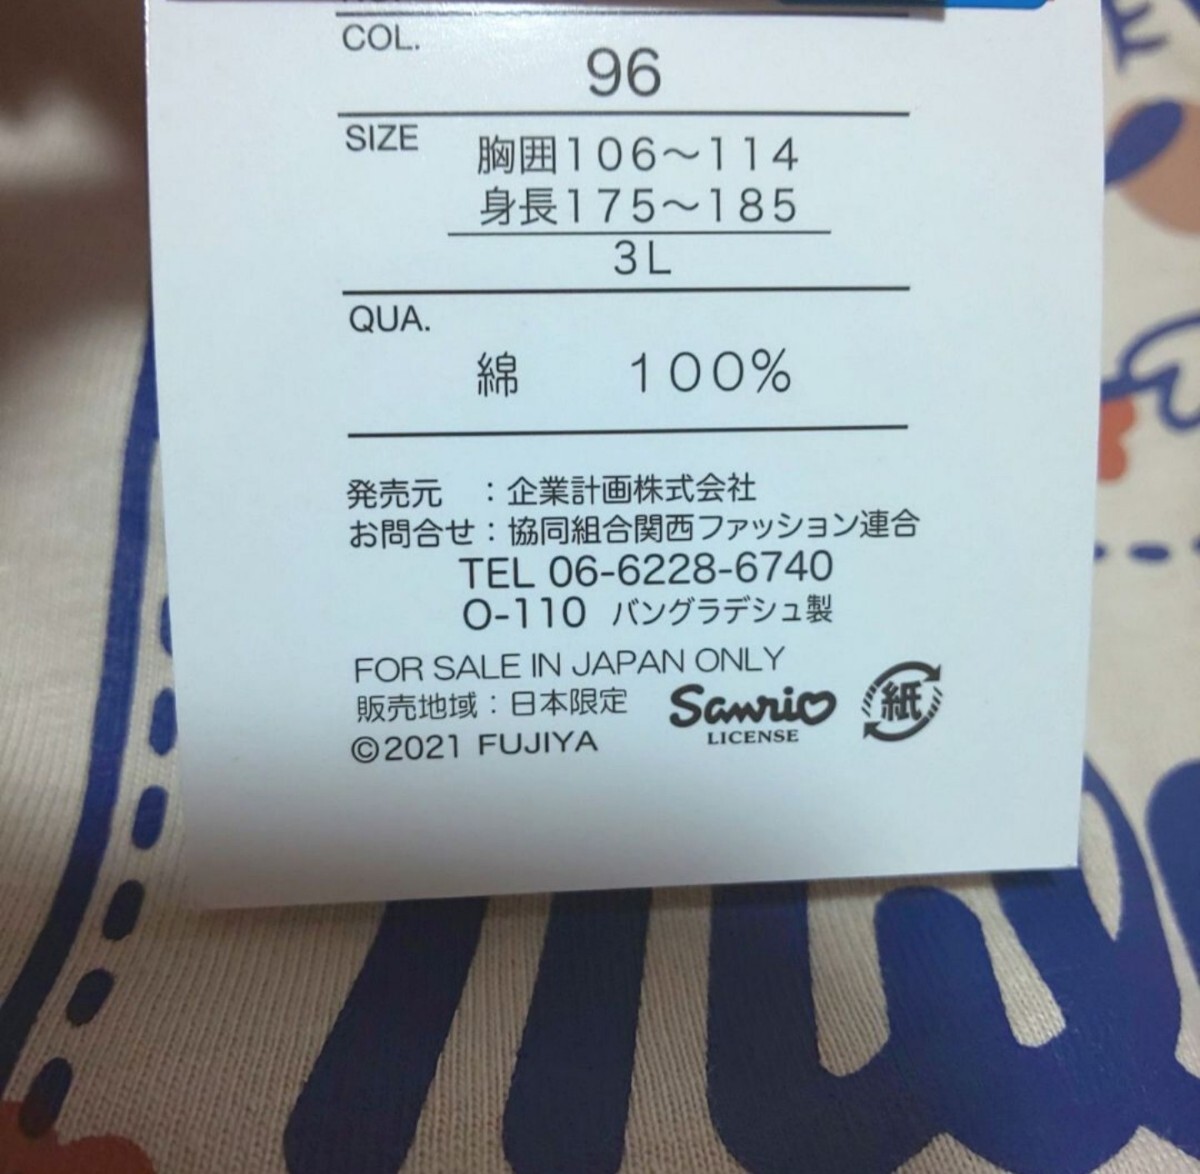 COL.
96
SIZE
胸囲106～114
身長175～185
3L
QUA.
綿 100%
発売元 ：企業計画株式会社
お問合せ：協同組合関西ファッション連合
TEL 06-6228-6740
O-110 バングラデシュ製
FOR SALE IN JAPAN ONLY
販売地域：日本限定
©2021 FUJIYA
Sanrio
LICENSE
紙